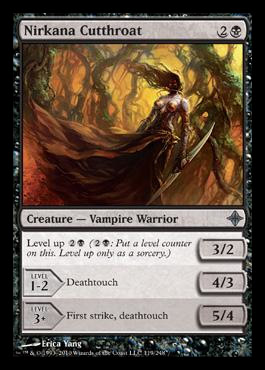 Nirkana Cutthroat 2
Creature — Vampire Warrior
Level up 2 ( 2 : Put a level counter
on this. Level up only as a sorcery.)
3/2
LEVEL
1-2
Deathtouch
4/3
LEVEL
3+
First strike, deathtouch
5/4
Erica Yang
™ & © 1993–2010 Wizards of the Coast LLC 119/248